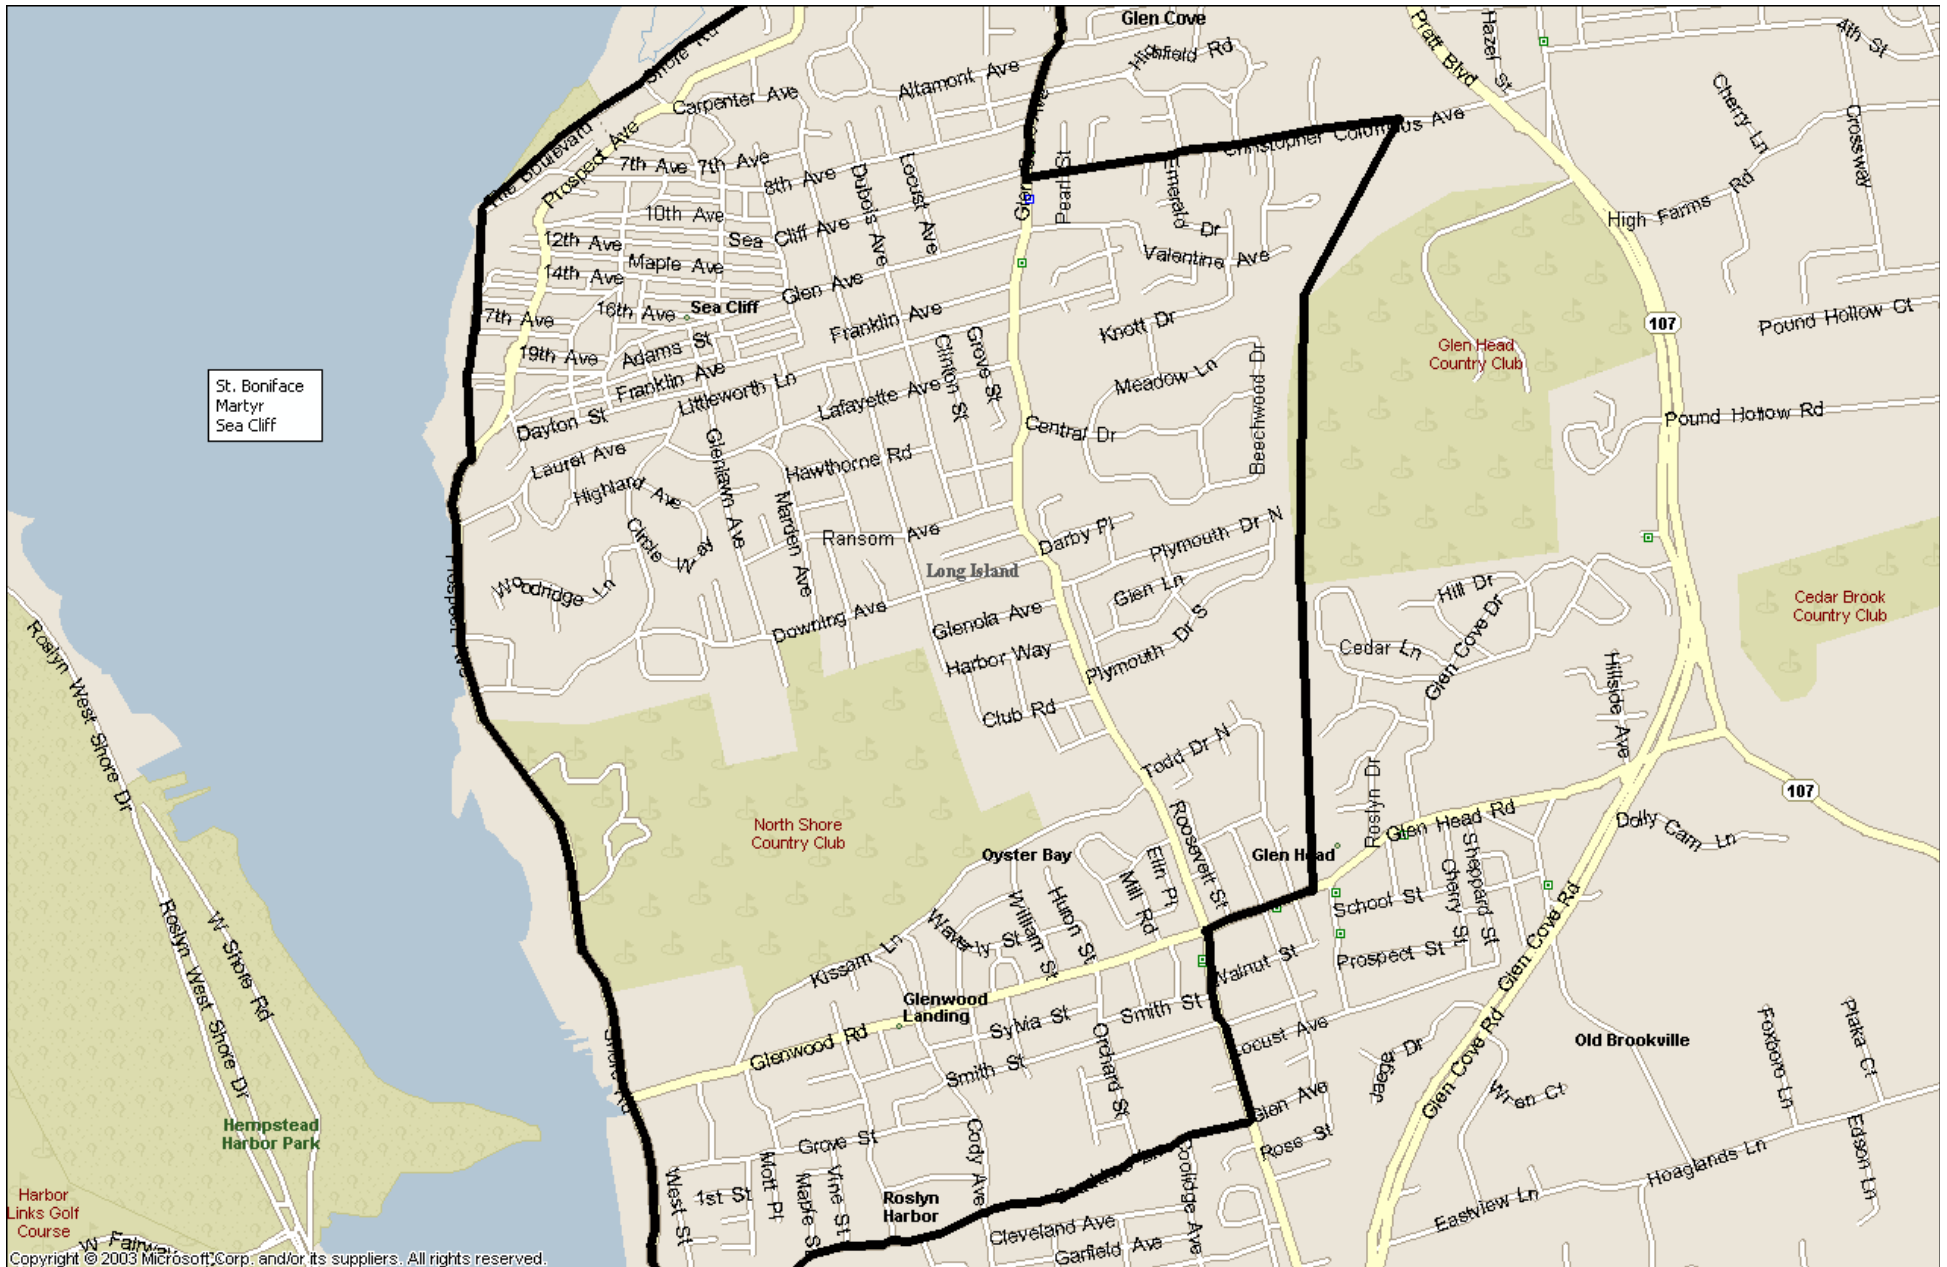 Glen Cove
Pratt Blvd
Hazel St
4th St
Shore Rd
Highfield Rd
Altamont Ave
Carpenter Ave
Cherry Ln
Crossway
Christopher Columbus Ave
The Boulevard
Prospect Ave
7th Ave
7th Ave
8th Ave
Locust Ave
Dubois Ave
Pearl St
Emerald Dr
High Farms Rd
10th Ave
12th Ave
Sea Cliff Ave
Maple Ave
14th Ave
Glen Ave
Valentine Ave
16th Ave
Sea Cliff
7th Ave
Franklin Ave
Knott Dr
107
Pound Hollow Ct
19th Ave
Adams St
Clinton St
Grove St
Glen Head
Country Club
Franklin Ave
Littleworth Ln
Lafayette Ave
Meadow Ln
Beechwood Dr
St. Boniface
Martyr
Sea Cliff
Dayton St
Central Dr
Pound Hollow Rd
Laurel Ave
Glenlawn Ave
Hawthorne Rd
Highland Ave
Marden Ave
Circle Way
Ransom Ave
Darby Pl
Plymouth Dr N
Long Island
Woodridge Ln
Glen Ln
Hill Dr
Cedar Brook
Country Club
Prospect Ave
Downing Ave
Glenola Ave
Plymouth Dr S
Glen Cove Dr
Harbor Way
Cedar Ln
Hillside Ave
Roslyn West Shore Dr
Club Rd
Todd Dr N
Roslyn Dr
107
North Shore
Country Club
Roosevelt St
Glen Head Rd
Dolly Cam Ln
Oyster Bay
Ellin Pl
Glen Head
Mill Rd
Huron St
William St
Waverly St
Cherry St
Sheppard St
School St
Kissam Ln
W Shore Rd
Roslyn West Shore Dr
Walnut St
Prospect St
Glen Cove Rd
Glenwood
Landing
Sylvia St
Smith St
Glenwood Rd
Orchard St
Locust Ave
Glen Cove Rd
Old Brookville
Foxboro Ln
Plaka Ct
Jaeger Dr
Smith St
Shore Rd
Wren Ct
Glen Ave
Hempstead
Harbor Park
Grove St
Cody Ave
Rose St
Edson Ln
Hoaglands Ln
Coolidge Ave
West St
1st St
Mott Pl
Maple St
Vine St
Roslyn
Harbor
Harbor
Links Golf
Course
Cleveland Ave
Eastview Ln
Garfield Ave
Copyright © 2003 Microsoft Corp. and/or its suppliers. All rights reserved.